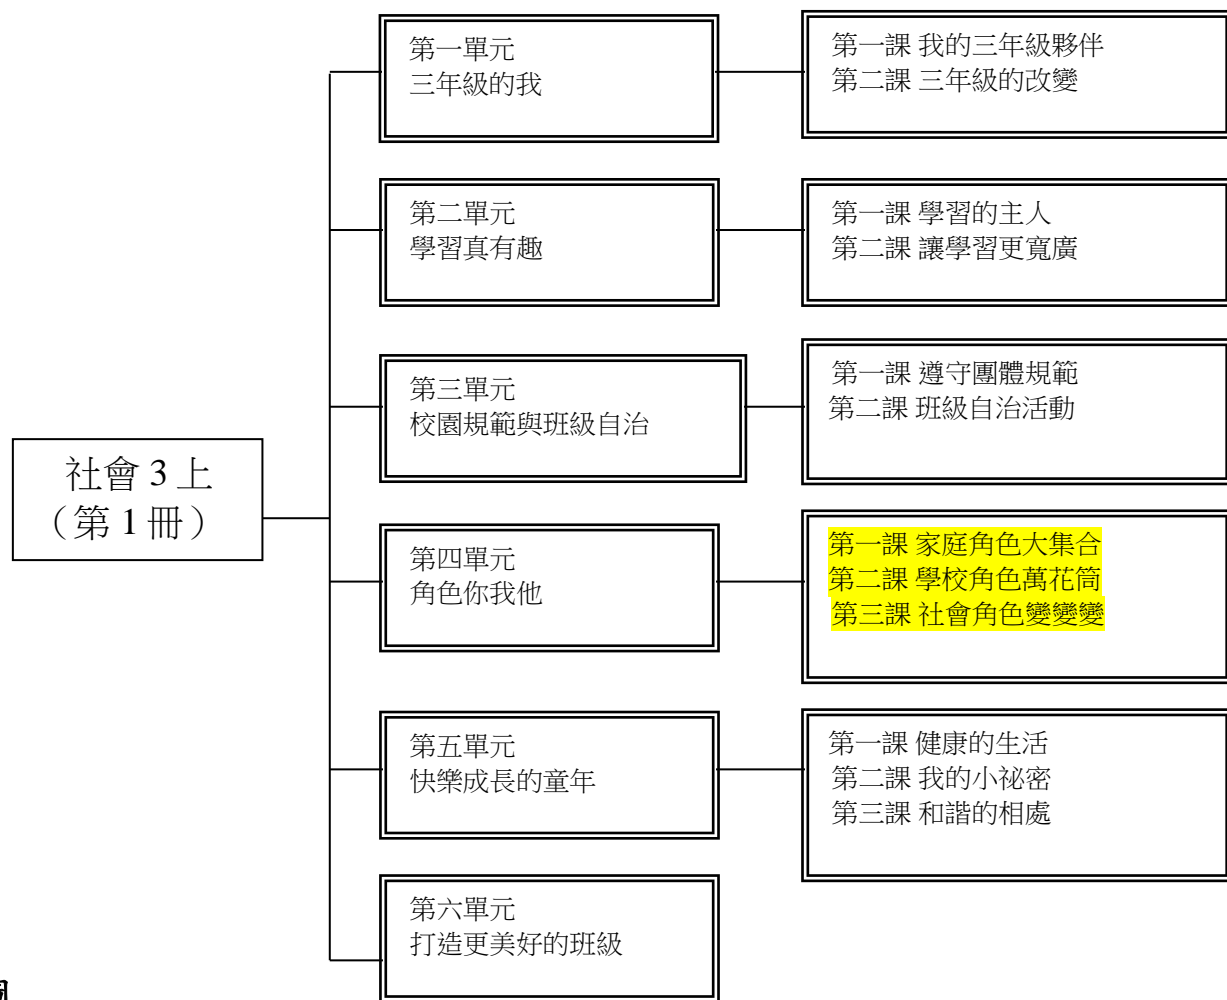 第一單元
三年級的我
第一課 我的三年級夥伴
第二課 三年級的改變
第二單元
學習真有趣
第一課 學習的主人
第二課 讓學習更寬廣
第三單元
校園規範與班級自治
第一課 遵守團體規範
第二課 班級自治活動
社會 3 上
（第 1 冊）
第四單元
角色你我他
第一課 家庭角色大集合
第二課 學校角色萬花筒
第三課 社會角色變變變
第五單元
快樂成長的童年
第一課 健康的生活
第二課 我的小祕密
第三課 和諧的相處
第六單元
打造更美好的班級